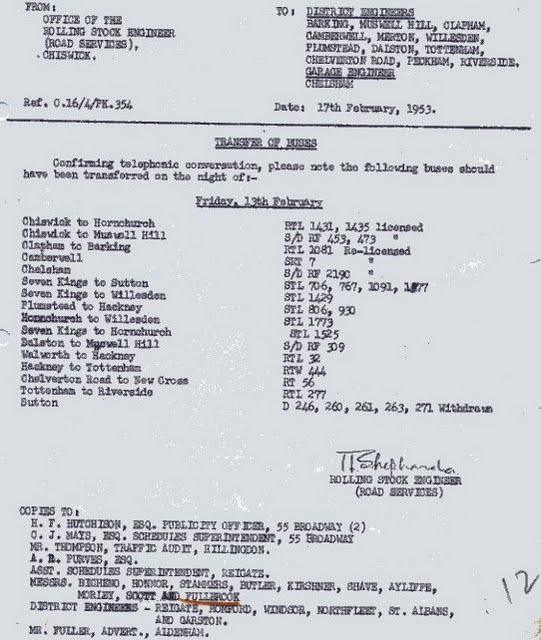 FROM:
OFFICE OF THE
ROLLING STOCK ENGINEER
(ROAD SERVICES),
CHISWICK.
TO: DISTRICT ENGINEERS
BARKING, MUSWELL HILL, CLAPHAM,
CAMBERWELL, MERTON, WILLESDEN,
PLUMSTEAD, DALSTON, TOTTENHAM,
CHELVERTON ROAD, PECKHAM, RIVERSIDE.
GARAGE ENGINEER
CHELSHAM
Ref. C.16/4/PK.354
Date: 17th February, 1953.
TRANSFER OF BUSES
Confirming telephonic conversation, please note the following buses should
have been transferred on the night of:-
Friday, 13th February
Chiswick to Hornchurch RTL 1431, 1435 licensed
Chiswick to Muswell Hill S/D RF 453, 473 "
Clapham to Barking RTL 1081 Re-licensed
Camberwell SRT 7 "
Chelsham S/D RF 2190 "
Seven Kings to Sutton STL 706, 767, 1091, 1877
Seven Kings to Willesden STL 1429
Plumstead to Hackney STL 806, 930
Hornchurch to Willesden STL 1773
Seven Kings to Hornchurch STL 1525
Dalston to Muswell Hill S/D RF 309
Walworth to Hackney RTL 32
Hackney to Tottenham RTW 444
Chelverton Road to New Cross RT 56
Tottenham to Riverside RTL 277
Sutton D 246, 260, 261, 263, 271 Withdrawn
ROLLING STOCK ENGINEER
(ROAD SERVICES)
COPIES TO:
H. F. HUTCHISON, ESQ. PUBLICITY OFFICER, 55 BROADWAY (2)
C. J. MAYS, ESQ. SCHEDULES SUPERINTENDENT, 55 BROADWAY
MR. THOMPSON, TRAFFIC AUDIT, HILLINGDON.
A. R. PURVES, ESQ.
ASST. SCHEDULES SUPERINTENDENT, REIGATE.
MESSRS. BICHENO, HONNOR, STAMMERS, BUTLER, KIRSHNER, SHAVE, AYLIFFE,
MORLEY, SCOTT AND FULLBROOK
DISTRICT ENGINEERS - REIGATE, ROMFORD, WINDSOR, NORTHFLEET, ST. ALBANS,
AND GARSTON.
MR. FULLER, ADVERT., ALDENHAM.
12